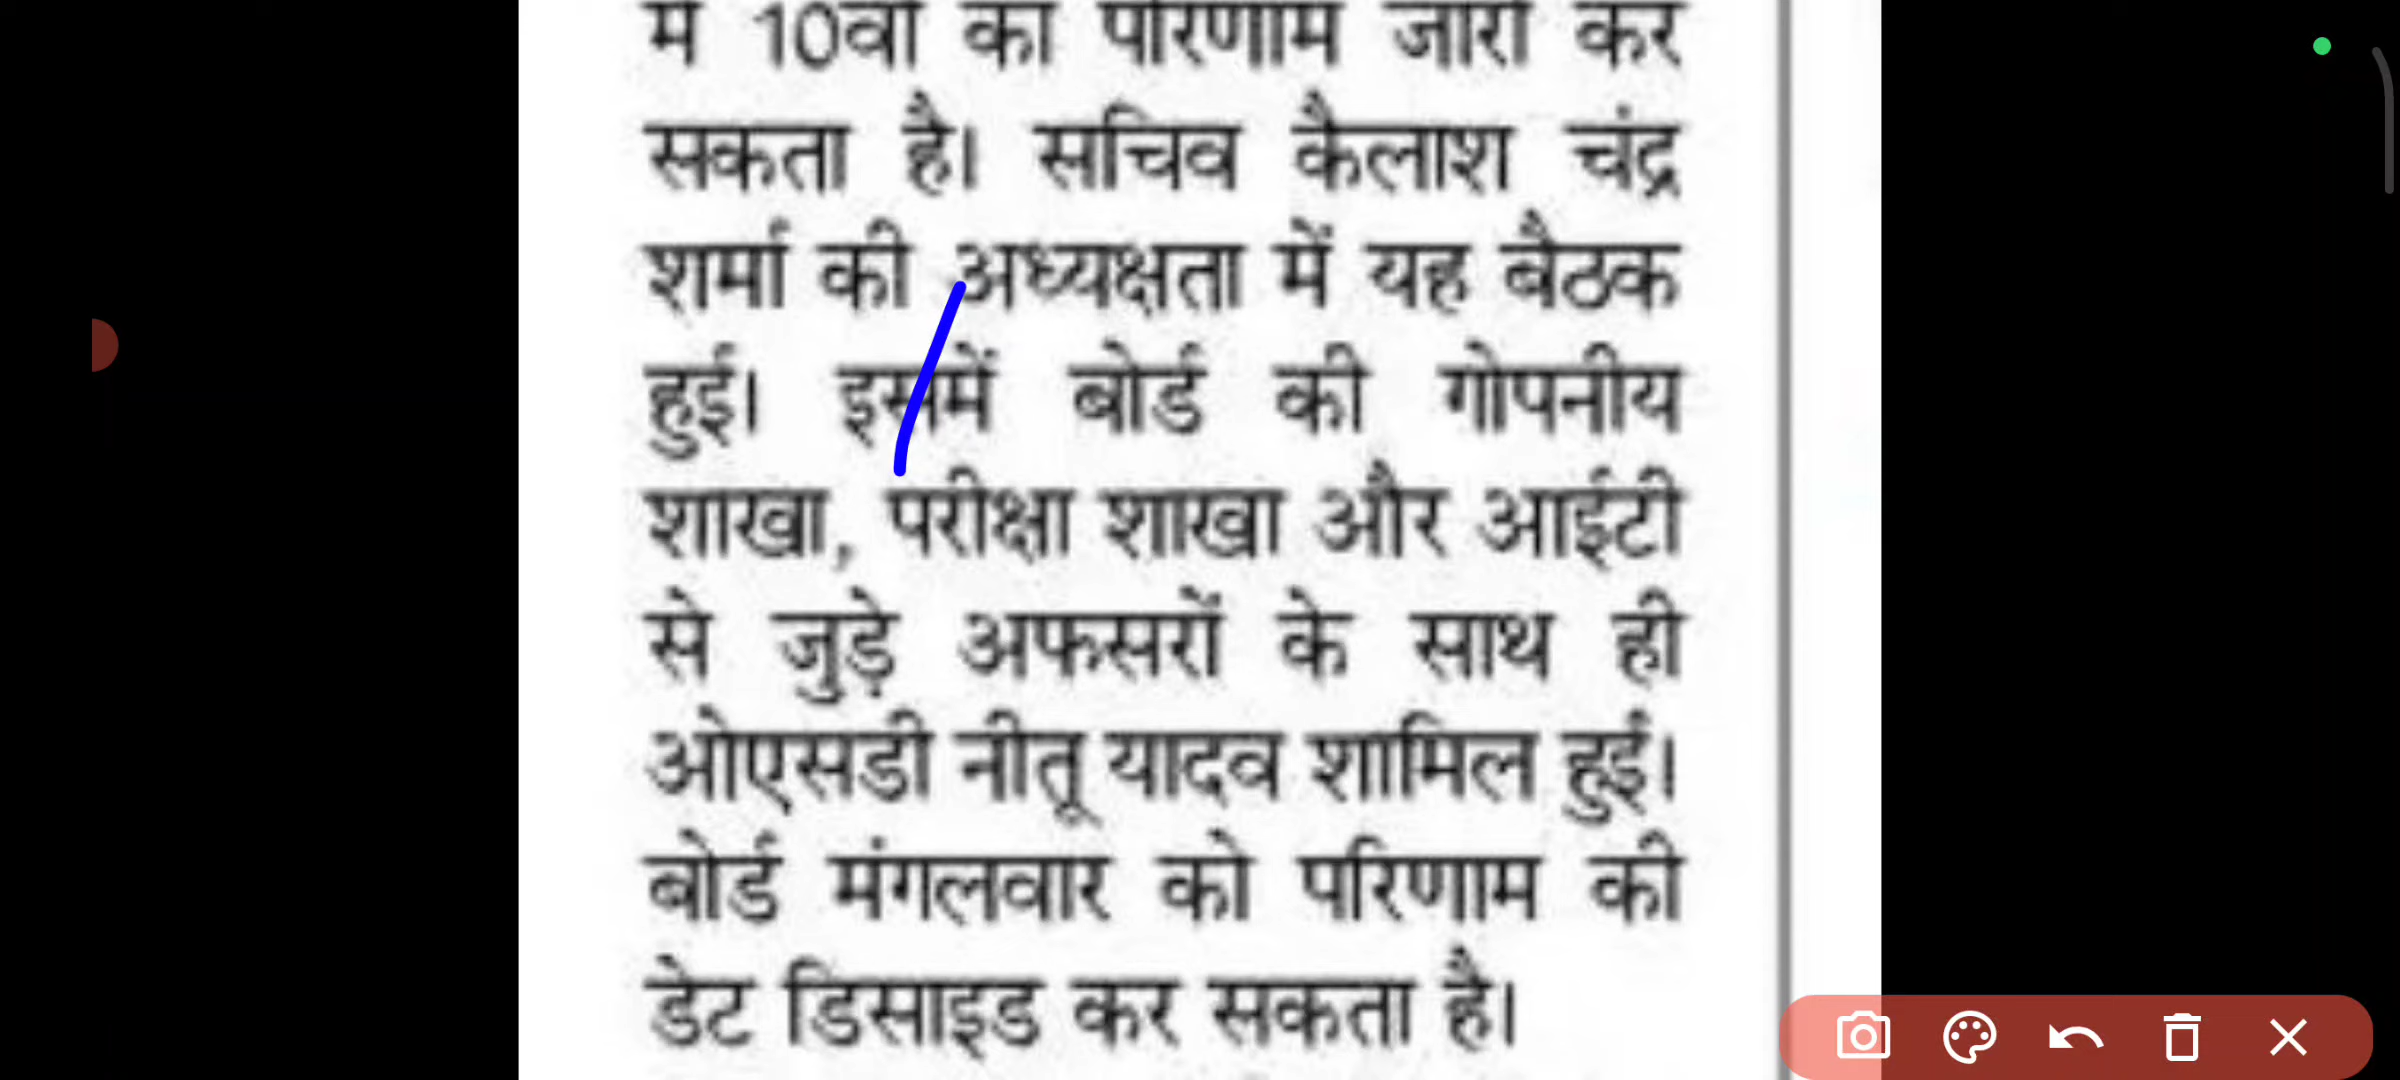 में 10वीं का परिणाम जारी कर
सकता है। सचिव कैलाश चंद्र
शर्मा की अध्यक्षता में यह बैठक
हुई। इसमें बोर्ड की गोपनीय
शाखा, परीक्षा शाखा और आईटी
से जुड़े अफसरों के साथ ही
ओएसडी नीतू यादव शामिल हुईं।
बोर्ड मंगलवार को परिणाम की
डेट डिसाइड कर सकता है।